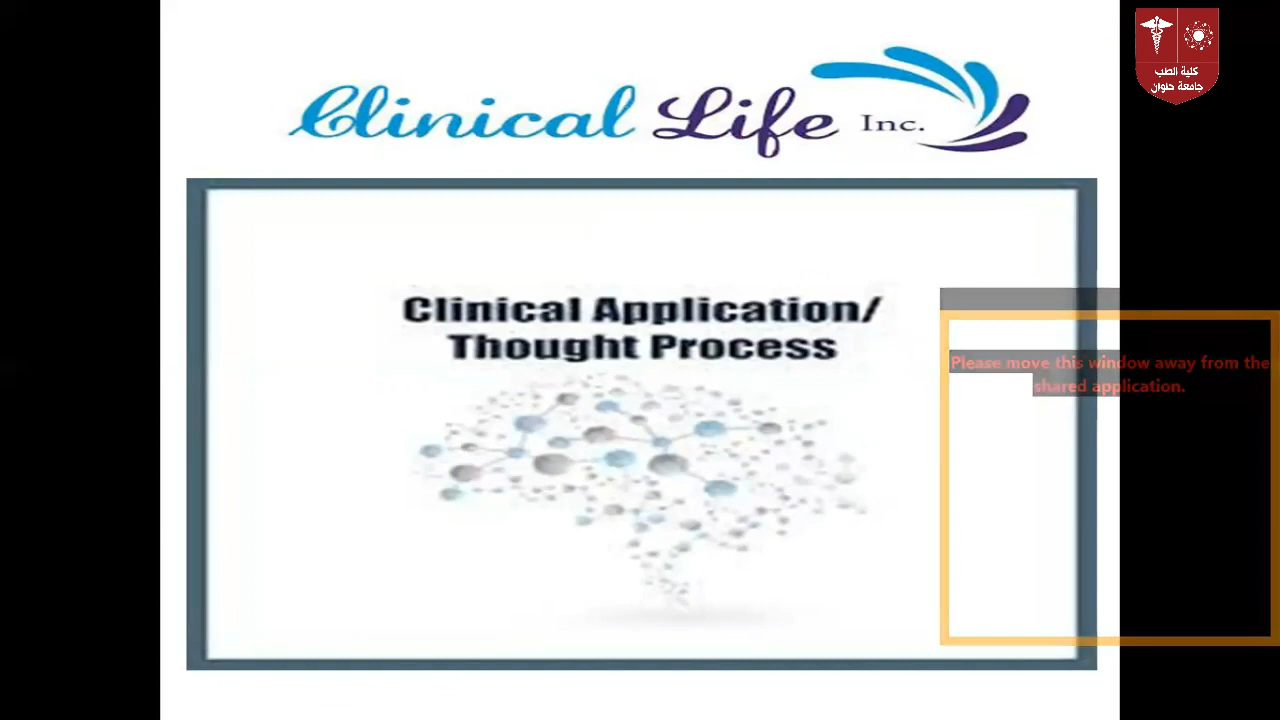 Clinical Life Inc.
كلية الطب
جامعة حلوان
Clinical Application/
Thought Process
Please move this window away from the
shared application.